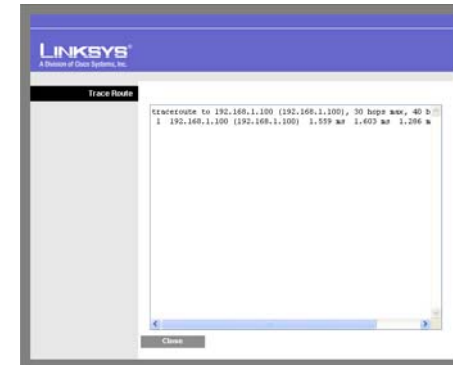 LINKSYS®
A Division of Cisco Systems, Inc.
Trace Route
traceroute to 192.168.1.100 (192.168.1.100), 30 hops max, 40 b
1 192.168.1.100 (192.168.1.100) 1.559 ms 1.603 ms 1.206 m
Close